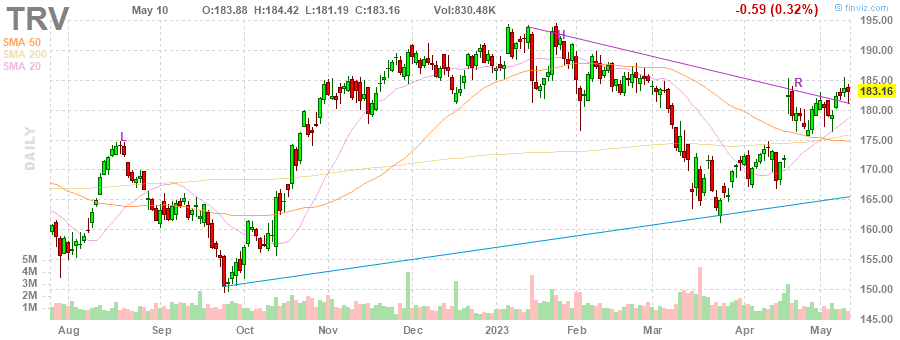 TRV
May 10 O:183.88 H:184.42 L:181.19 C:183.16 Vol:830.48K -0.59 (0.32%) @ finviz.com
SMA 50
SMA 200
SMA 20
DAILY
195.00
190.00
185.00
183.16
180.00
175.00
170.00
165.00
160.00
155.00
150.00
145.00
L
H
R
5M
4M
3M
2M
1M
Aug Sep Oct Nov Dec 2023 Feb Mar Apr May